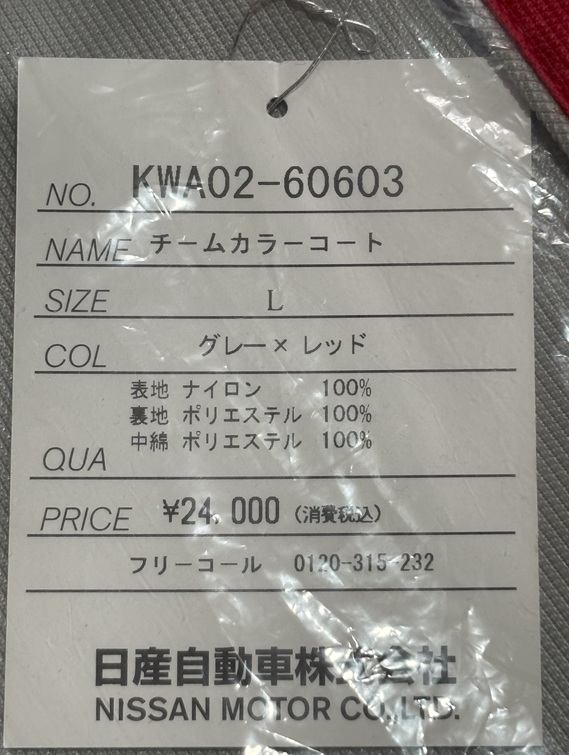 NO. KWA02-60603
NAME チームカラーコート
SIZE L
COL グレー× レッド
表地 ナイロン 100%
裏地 ポリエステル 100%
中綿 ポリエステル 100%
QUA
PRICE ¥24,000 (消費税込)
フリーコール 0120-315-232
日産自動車株式会社
NISSAN MOTOR CO.,LTD.